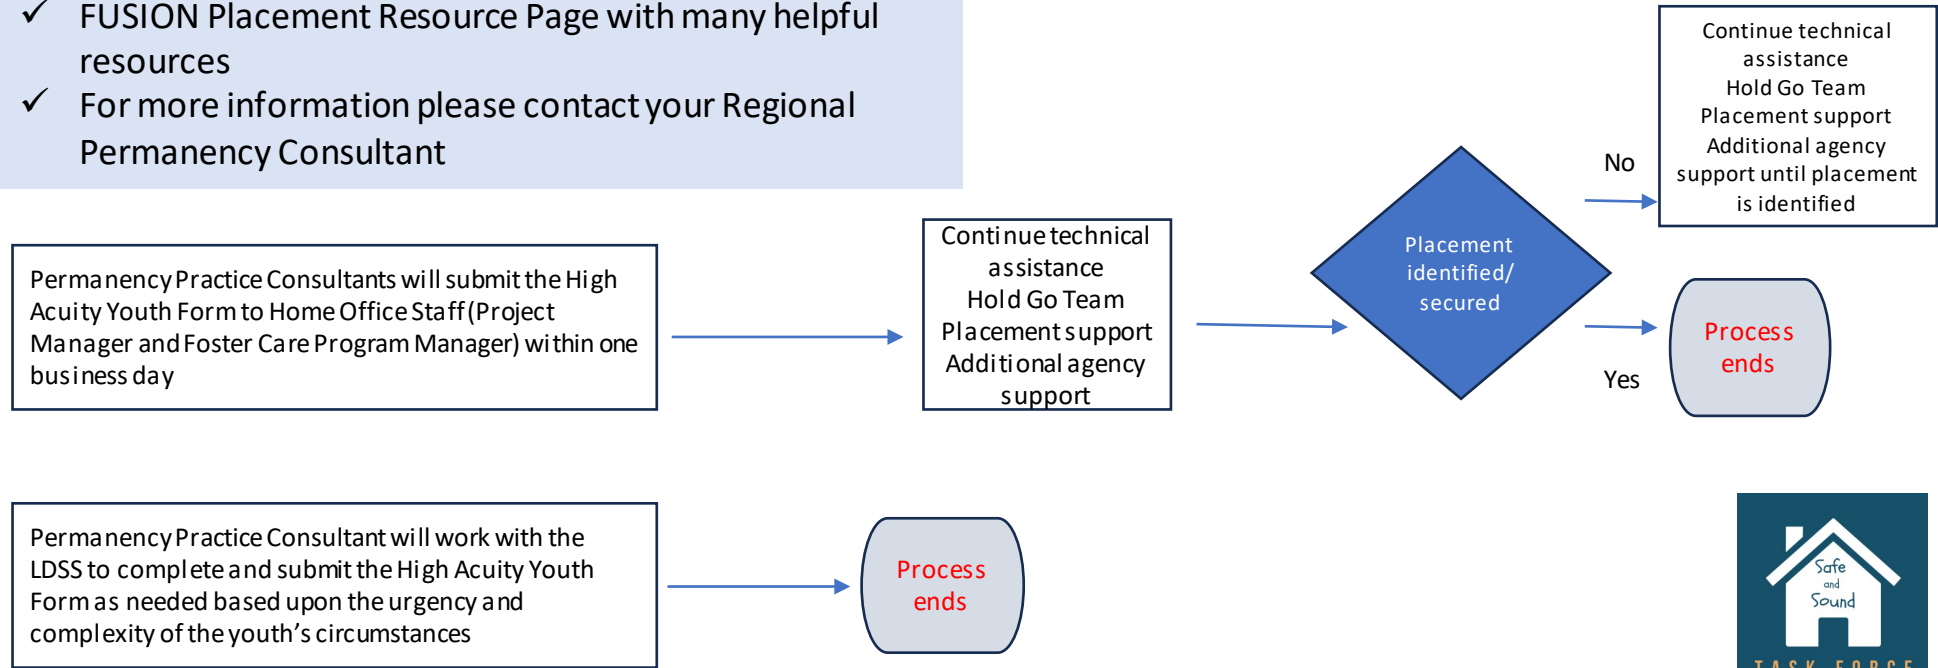 ✓ FUSION Placement Resource Page with many helpful
resources
✓ For more information please contact your Regional
Permanency Consultant
Permanency Practice Consultants will submit the High
Acuity Youth Form to Home Office Staff (Project
Manager and Foster Care Program Manager) within one
business day
Continue technical
assistance
Hold Go Team
Placement support
Additional agency
support
Placement
identified/
secured
No
Continue technical
assistance
Hold Go Team
Placement support
Additional agency
support until placement
is identified
Yes
Process
ends
Permanency Practice Consultant will work with the
LDSS to complete and submit the High Acuity Youth
Form as needed based upon the urgency and
complexity of the youth’s circumstances
Process
ends
Safe
and
Sound
TASK FORCE